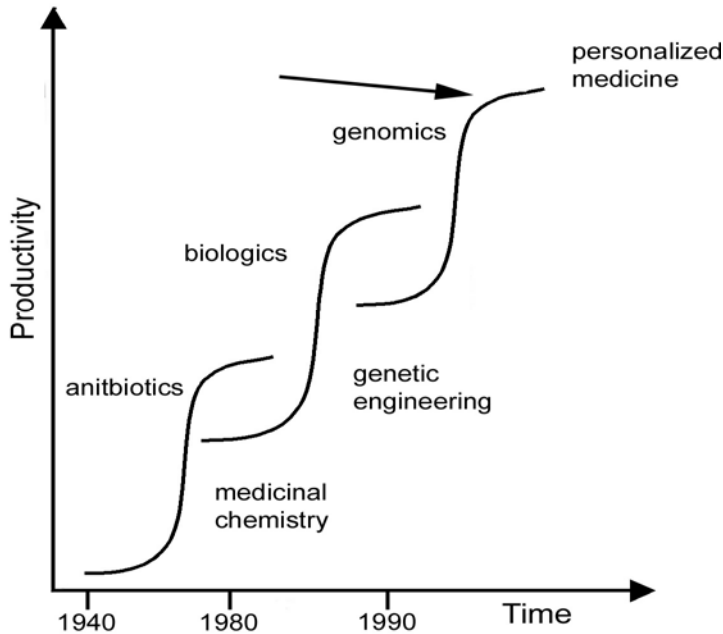 personalized
medicine
genomics
biologics
Productivity
anitbiotics
genetic
engineering
medicinal
chemistry
1940
1980
1990
Time